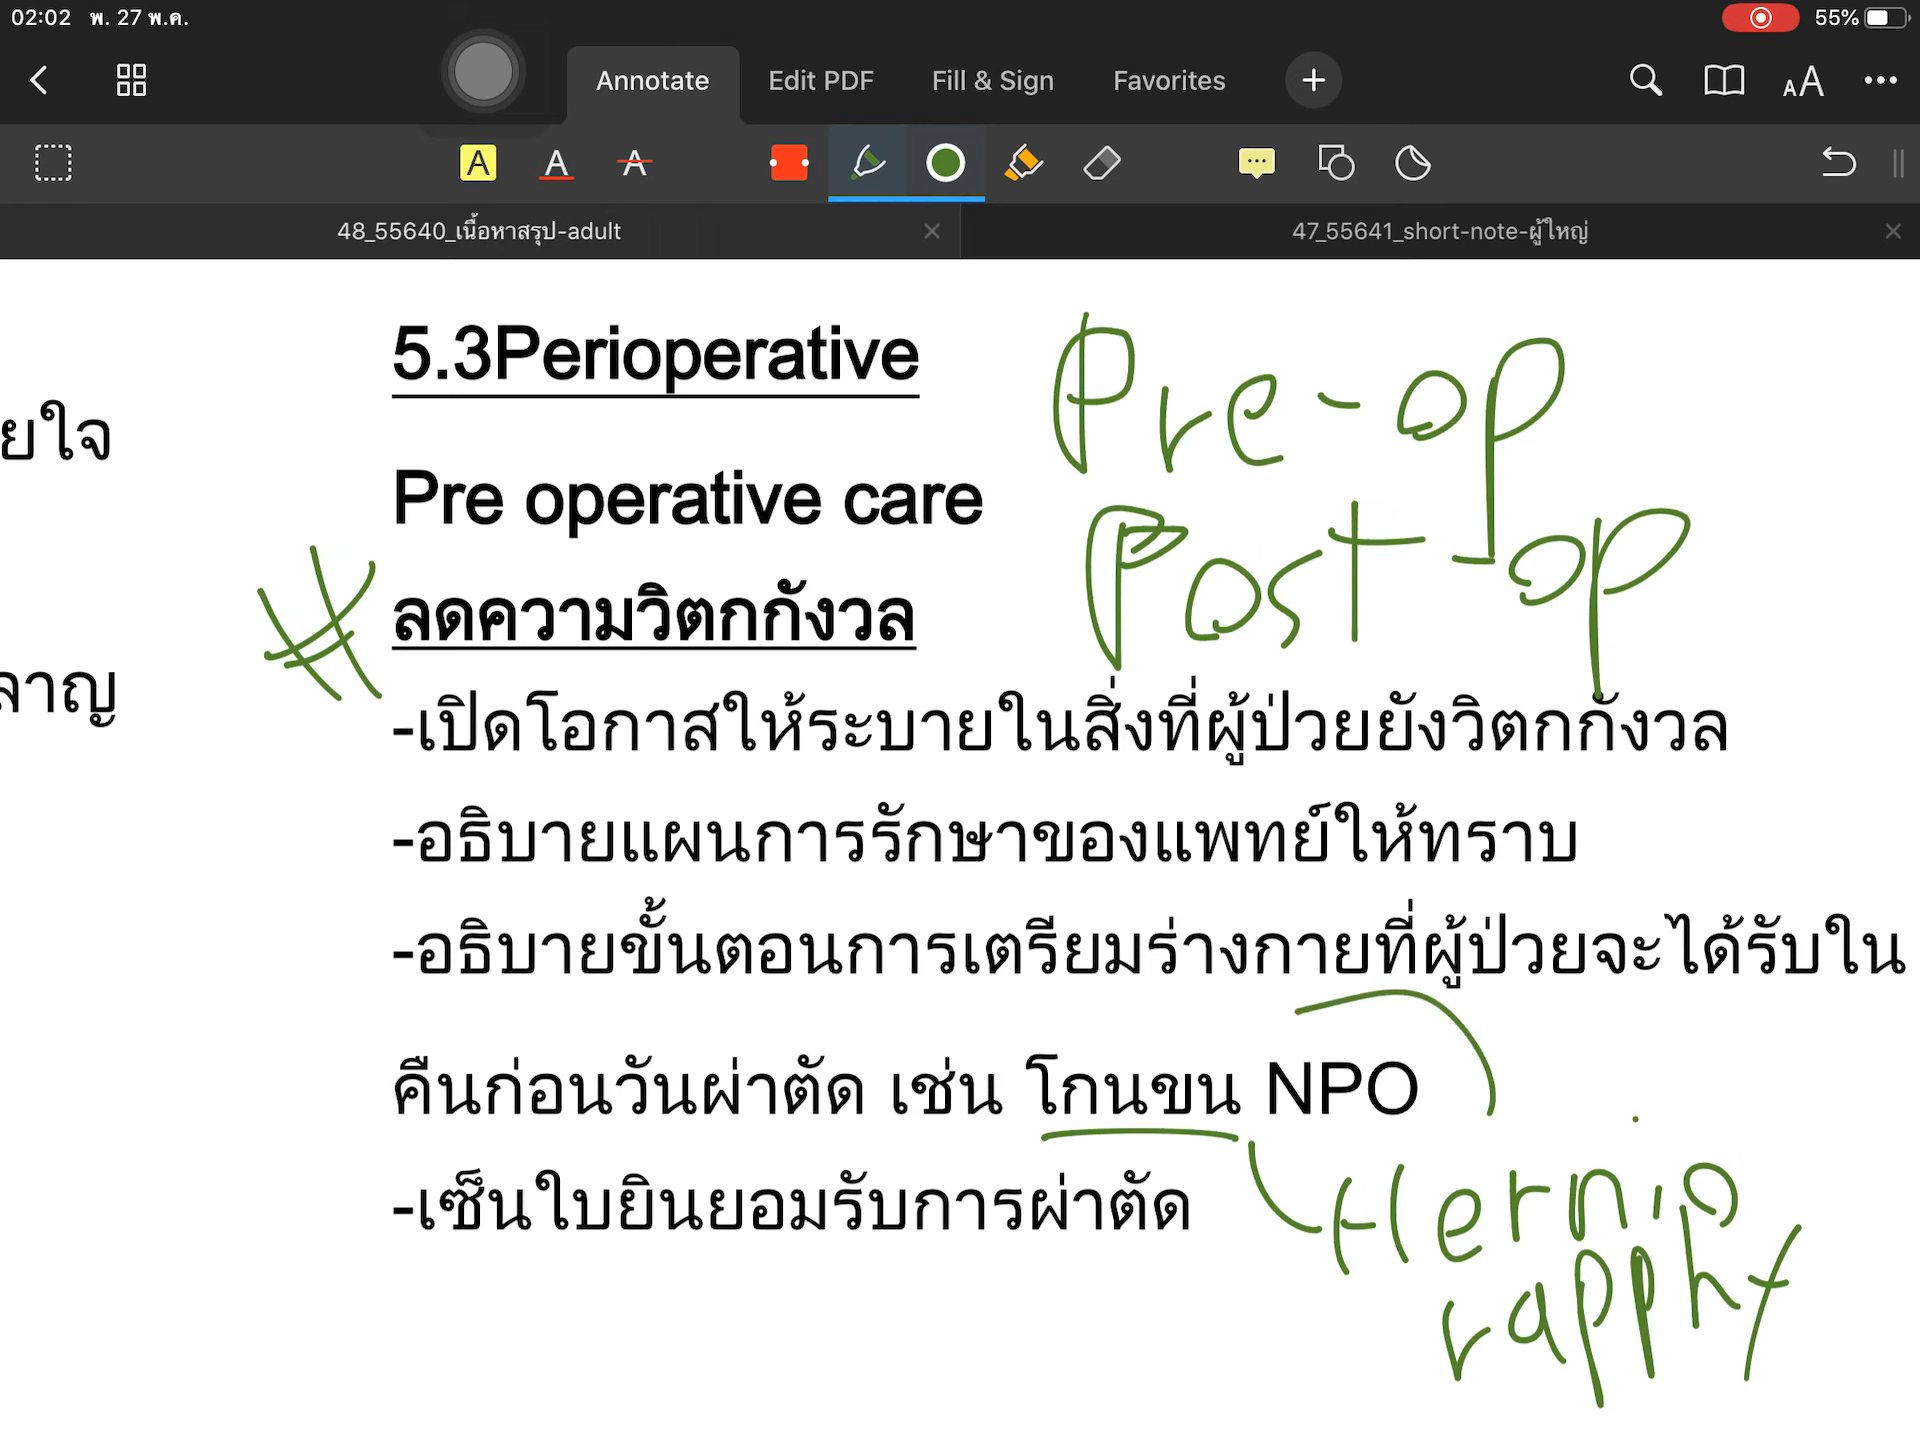 02:02 พ. 27 พ.ค.
55%
Annotate Edit PDF Fill & Sign Favorites
A A A
AA
48_55640_เนื้อหาสรุป-adult
47_55641_short-note-ผู้ใหญ่
5.3Perioperative
Pre-op
ยใจ
Pre operative care
Post-op
ลดความวิตกกังวล
ลาญ
-เปิดโอกาสให้ระบายในสิ่งที่ผู้ป่วยยังวิตกกังวล
-อธิบายแผนการรักษาของแพทย์ให้ทราบ
-อธิบายขั้นตอนการเตรียมร่างกายที่ผู้ป่วยจะได้รับใน
คืนก่อนวันผ่าตัด เช่น โกนขน NPO
-เซ็นใบยินยอมรับการผ่าตัด
Hernio
rapphy